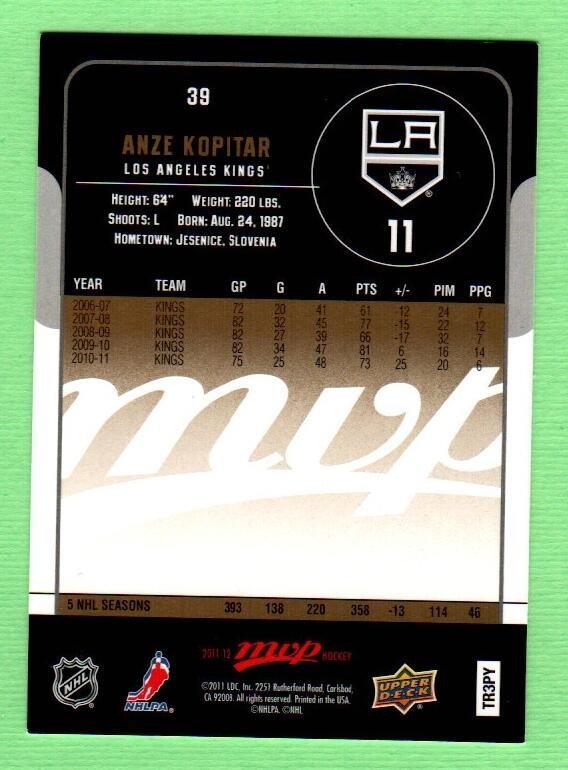 39
ANZE KOPITAR
LOS ANGELES KINGS
HEIGHT: 6'4" WEIGHT: 220 LBS.
SHOOTS: L BORN: AUG. 24, 1987
HOMETOWN: JESENICE, SLOVENIA
LA
11
YEAR TEAM GP G A PTS +/- PIM PPG
2006-07 KINGS 72 20 41 61 -12 24 7
2007-08 KINGS 82 32 45 77 -15 22 12
2008-09 KINGS 82 27 39 66 -17 32 7
2009-10 KINGS 82 34 47 81 6 16 14
2010-11 KINGS 75 25 48 73 25 20 6
mvp
5 NHL SEASONS 393 138 220 358 -13 114 46
2011-12 mvp HOCKEY
NHL
NHLPA
UPPER DECK
©2011 UDC, Inc. 2251 Rutherford Road, Carlsbad,
CA 92008. All rights reserved. Printed in the USA.
©NHLPA. ©NHL
TR3PY